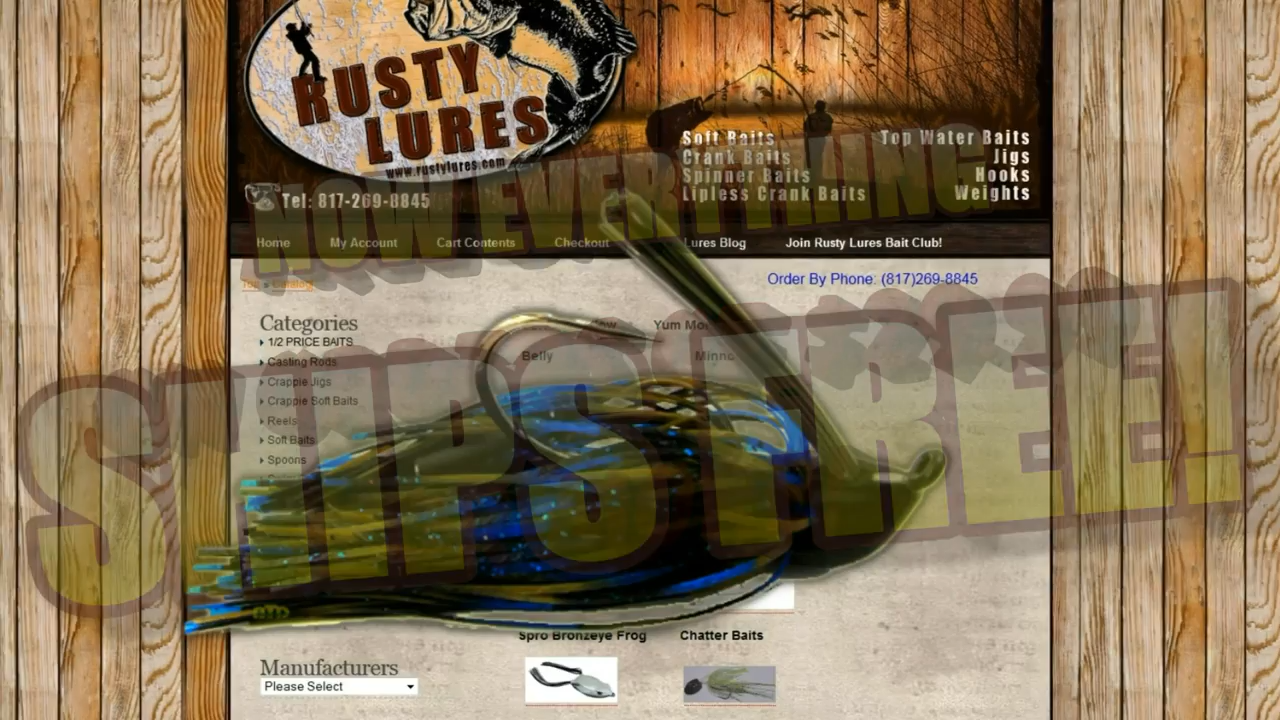 RUSTY
LURES
www.rustylures.com
Soft Baits
Crank Baits
Spinner Baits
Lipless Crank Baits
Top Water Baits
Jigs
Hooks
Weights
Tel: 817-269-8845
NOW EVERYTHING
SHIPS FREE!
Home My Account Cart Contents Checkout Lures Blog Join Rusty Lures Bait Club!
Top » Catalog
Order By Phone: (817)269-8845
Categories
1/2 PRICE BAITS
Casting Rods
Crappie Jigs
Crappie Soft Baits
Reels
Soft Baits
Spoons
Yum
Belly
Spro Bronzeye Frog
Chatter Baits
Manufacturers
Please Select